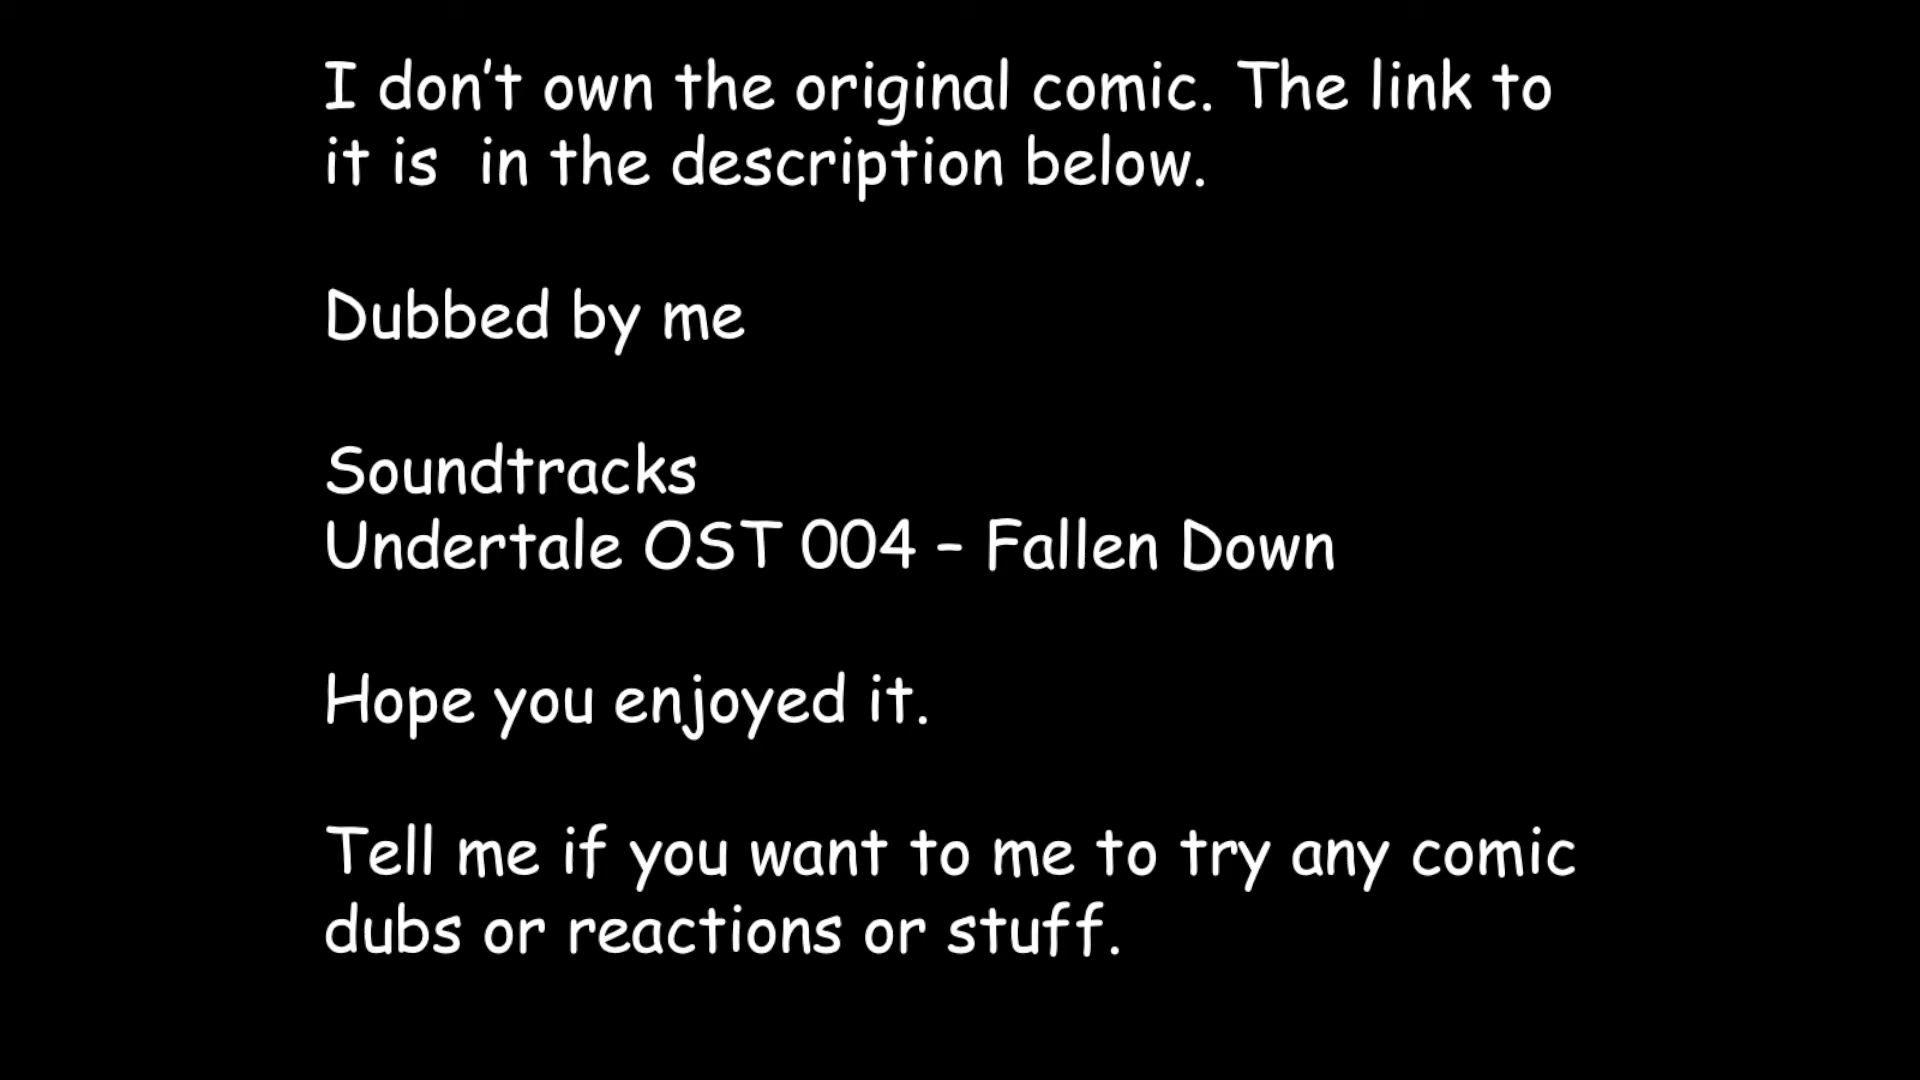 I don’t own the original comic. The link to
it is  in the description below.
Dubbed by me
Soundtracks
Undertale OST 004 – Fallen Down
Hope you enjoyed it.
Tell me if you want to me to try any comic
dubs or reactions or stuff.